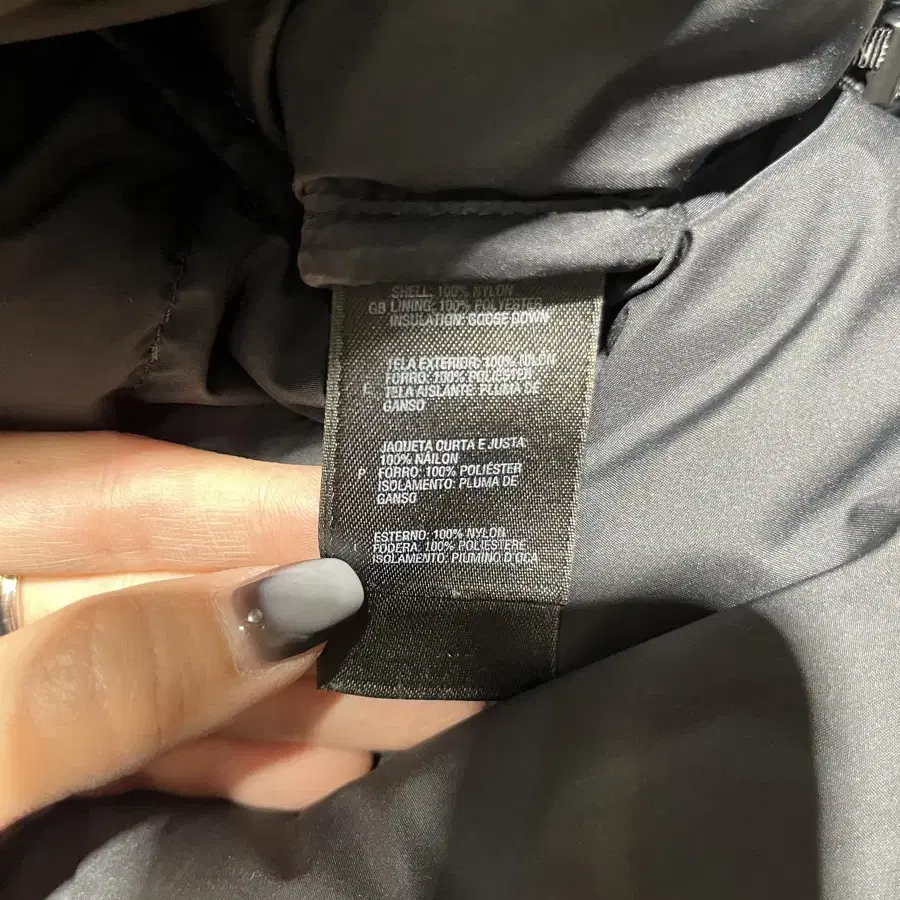 SHELL: 100% NYLON
GB LINING: 100% POLYESTER
INSULATION: GOOSE DOWN
TELA EXTERIOR: 100% NYLON
FORRO: 100% POLIESTER
E TELA AISLANTE: PLUMA DE
GANSO
JAQUETA CURTA E JUSTA:
100% NÁILON
P FORRO: 100% POLIÉSTER
ISOLAMENTO: PLUMA DE
GANSO
ESTERNO: 100% NYLON
I FODERA: 100% POLIESTERE
ISOLAMENTO: PIUMINO D'OCA